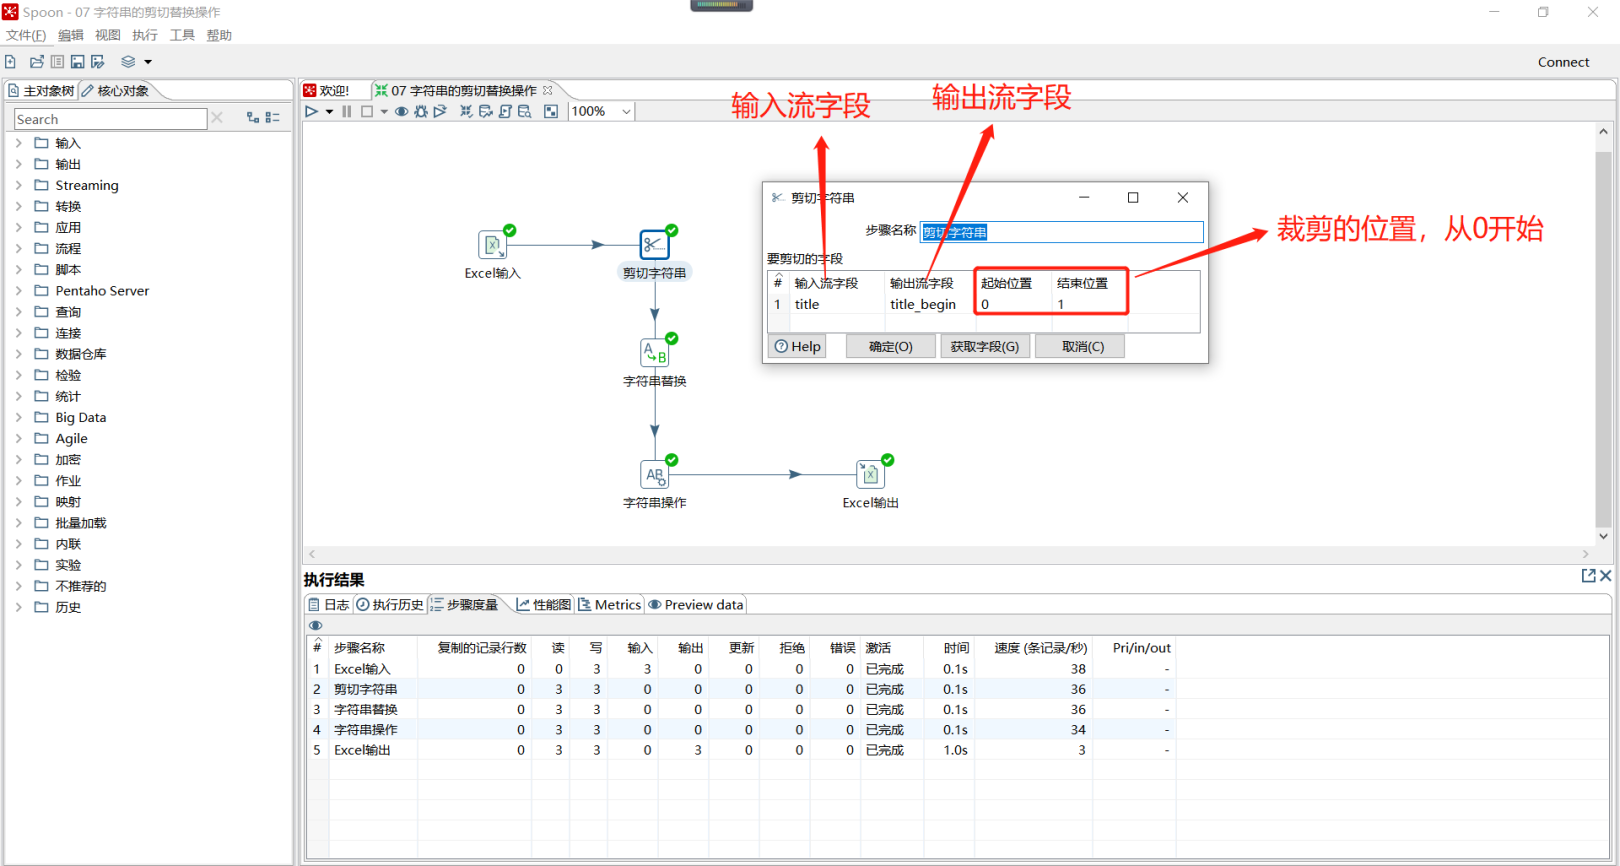 Spoon - 07 字符串的剪切替换操作
文件(F) 编辑 视图 执行 工具 帮助
Connect
主对象树 核心对象
欢迎! 07 字符串的剪切替换操作
Search
100%
输入流字段 输出流字段
输入
输出
Streaming
转换
应用
流程
脚本
Pentaho Server
查询
连接
数据仓库
检验
统计
Big Data
Agile
加密
作业
映射
批量加载
内联
实验
不推荐的
历史
Excel输入
剪切字符串
字符串替换
字符串操作
Excel输出
剪切字符串
步骤名称 剪切字符串
要剪切的字段
# 输入流字段 输出流字段 起始位置 结束位置
1 title title_begin 0 1
Help 确定(O) 获取字段(G) 取消(C)
裁剪的位置，从0开始
执行结果
日志 执行历史 步骤度量 性能图 Metrics Preview data
# 步骤名称 复制的记录行数 读 写 输入 输出 更新 拒绝 错误 激活 时间 速度 (条记录/秒) Pri/in/out
1 Excel输入 0 0 3 3 0 0 0 0 已完成 0.1s 38 -
2 剪切字符串 0 3 3 0 0 0 0 0 已完成 0.1s 36 -
3 字符串替换 0 3 3 0 0 0 0 0 已完成 0.1s 36 -
4 字符串操作 0 3 3 0 0 0 0 0 已完成 0.1s 34 -
5 Excel输出 0 3 3 0 3 0 0 0 已完成 1.0s 3 -